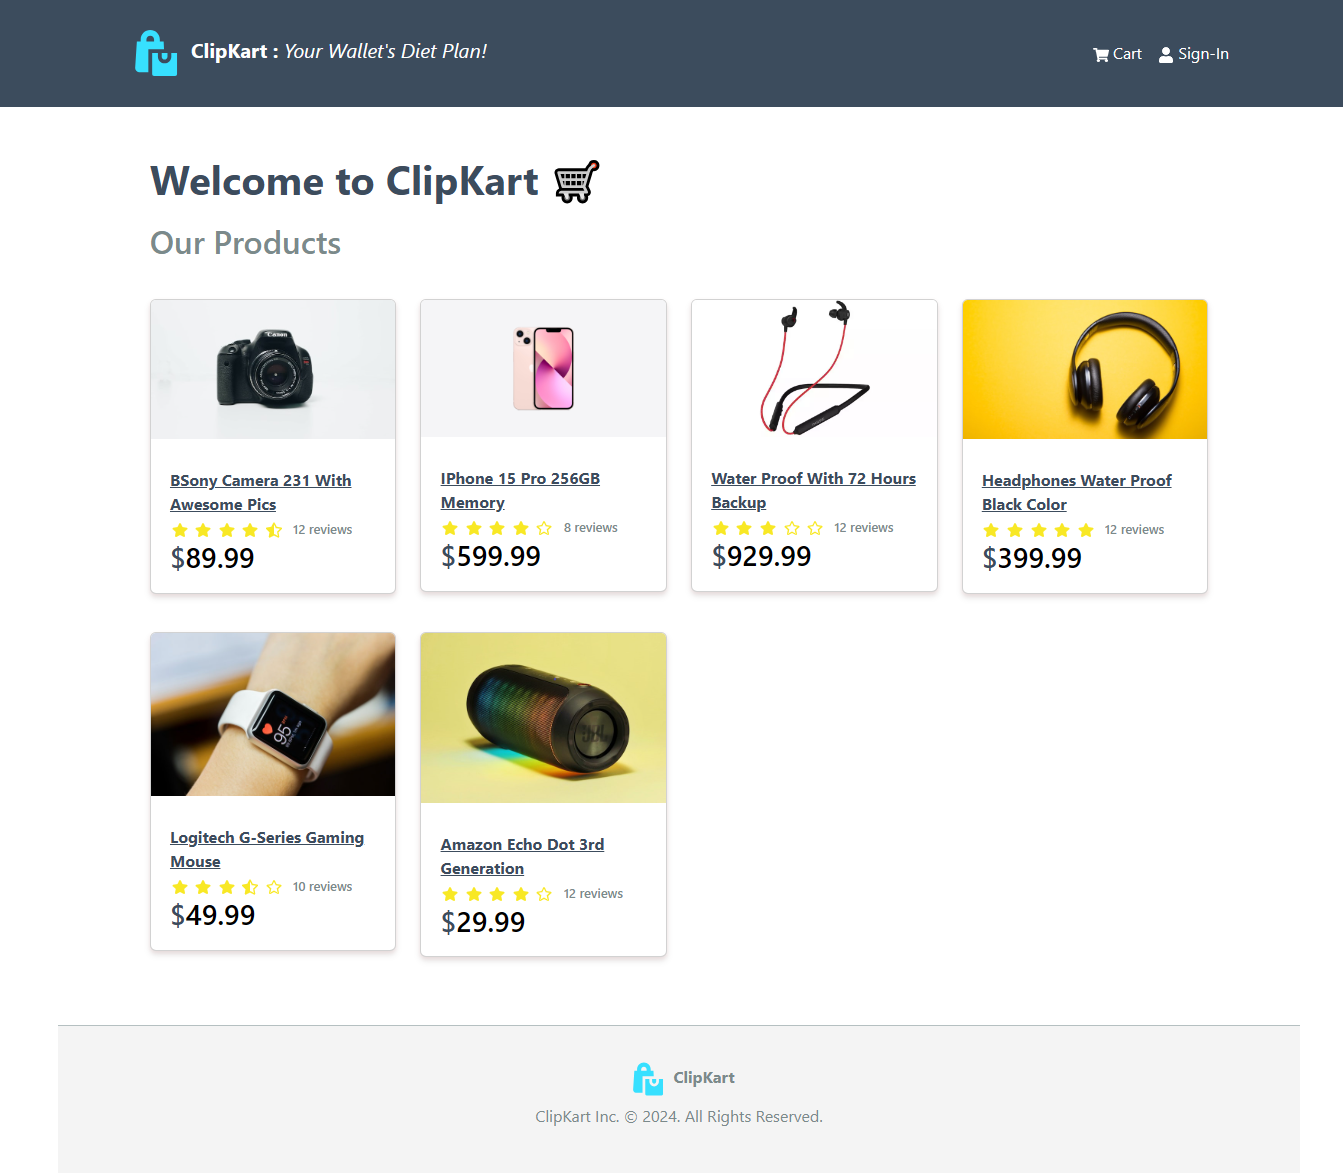 ClipKart : Your Wallet's Diet Plan!
Cart
Sign-In
Welcome to ClipKart
Our Products
Canon
BSony Camera 231 With
Awesome Pics
12 reviews
$89.99
IPhone 15 Pro 256GB
Memory
8 reviews
$599.99
Water Proof With 72 Hours
Backup
12 reviews
$929.99
Headphones Water Proof
Black Color
12 reviews
$399.99
95
Logitech G-Series Gaming
Mouse
10 reviews
$49.99
JBL
Amazon Echo Dot 3rd
Generation
12 reviews
$29.99
ClipKart
ClipKart Inc. © 2024. All Rights Reserved.